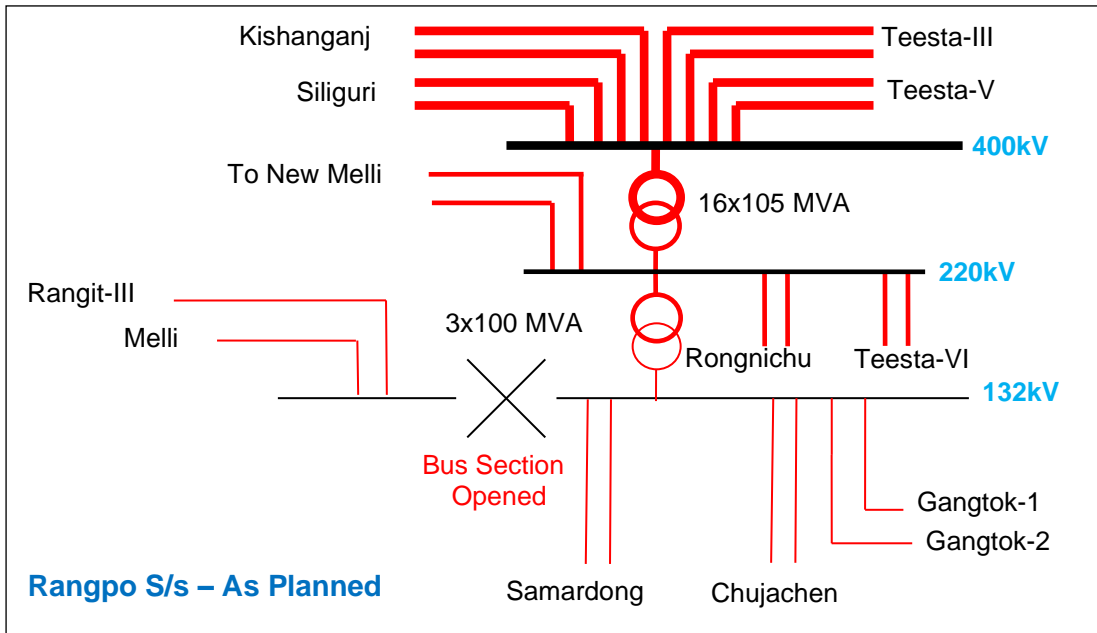 Kishanganj
Teesta-III
Siliguri
Teesta-V
400kV
To New Melli
16x105 MVA
220kV
Rangit-III
3x100 MVA
Melli
Rongnichu
Teesta-VI
132kV
Bus Section
Opened
Gangtok-1
Gangtok-2
Samardong
Chujachen
Rangpo S/s – As Planned